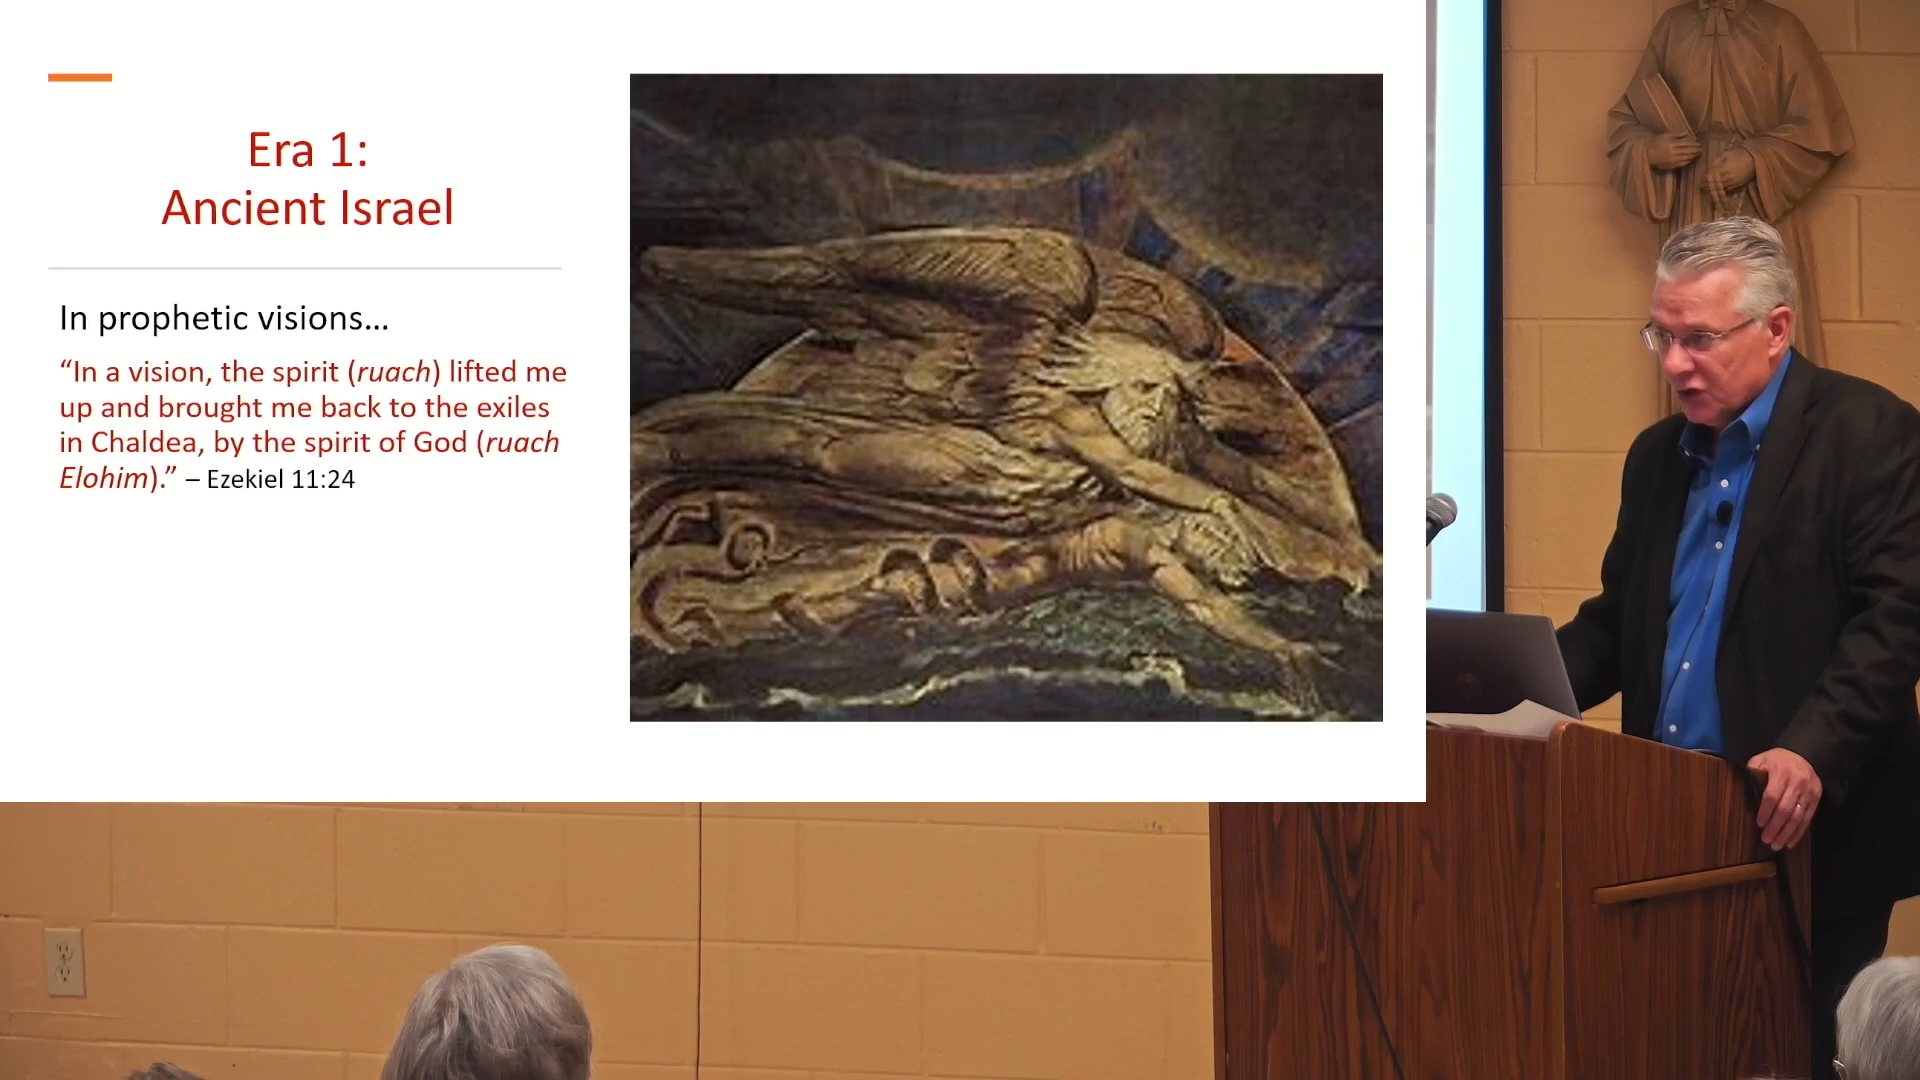 Era 1:
Ancient Israel
In prophetic visions…
“In a vision, the spirit (ruach) lifted me
up and brought me back to the exiles
in Chaldea, by the spirit of God (ruach
Elohim).” – Ezekiel 11:24